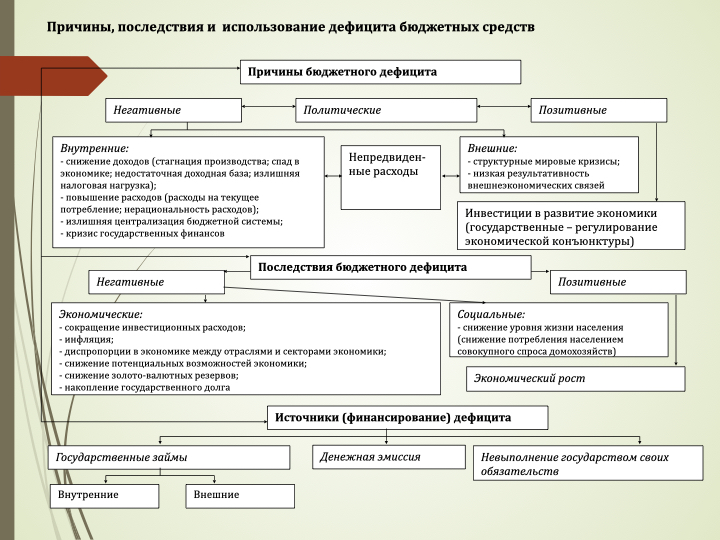 Причины, последствия и  использование дефицита бюджетных средств
Причины бюджетного дефицита
Негативные
Политические
Позитивные
Внутренние:
- снижение доходов (стагнация производства; спад в
экономике; недостаточная доходная база; излишняя
налоговая нагрузка);
- повышение расходов (расходы на текущее
потребление; нерациональность расходов);
- излишняя централизация бюджетной системы;
- кризис государственных финансов
Непредвиден-
ные расходы
Внешние:
- структурные мировые кризисы;
- низкая результативность
внешнеэкономических связей
Инвестиции в развитие экономики
(государственные – регулирование
экономической конъюнктуры)
Последствия бюджетного дефицита
Негативные
Позитивные
Экономические:
- сокращение инвестиционных расходов;
- инфляция;
- диспропорции в экономике между отраслями и секторами экономики;
- снижение потенциальных возможностей экономики;
- снижение золото-валютных резервов;
- накопление государственного долга
Социальные:
- снижение уровня жизни населения
(снижение потребления населением
совокупного спроса домохозяйств)
Экономический рост
Источники (финансирование) дефицита
Государственные займы
Денежная эмиссия
Невыполнение государством своих
обязательств
Внутренние
Внешние